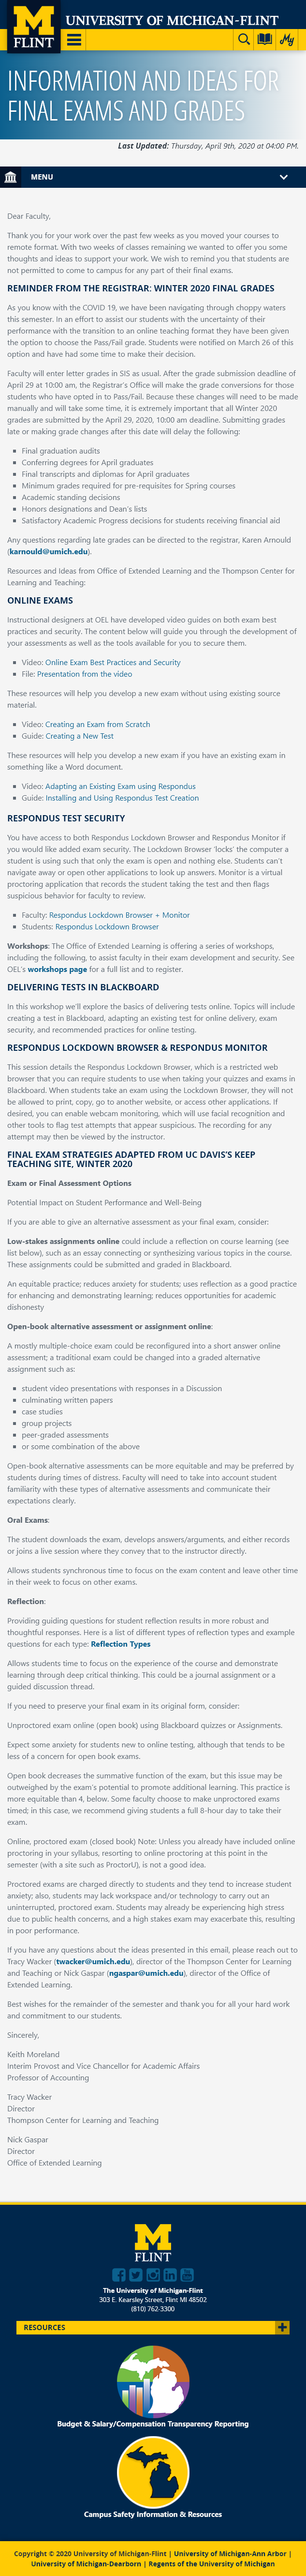 M
FLINT
UNIVERSITY OF MICHIGAN-FLINT
My
INFORMATION AND IDEAS FOR
FINAL EXAMS AND GRADES
Last Updated: Thursday, April 9th, 2020 at 04:00 PM.
MENU
Dear Faculty,
Thank you for your work over the past few weeks as you moved your courses to
remote format. With two weeks of classes remaining we wanted to offer you some
thoughts and ideas to support your work. We wish to remind you that students are
not permitted to come to campus for any part of their final exams.
REMINDER FROM THE REGISTRAR: WINTER 2020 FINAL GRADES
As you know with the COVID 19, we have been navigating through choppy waters
this semester. In an effort to assist our students with the uncertainty of their
performance with the transition to an online teaching format they have been given
the option to choose the Pass/Fail grade. Students were notified on March 26 of this
option and have had some time to make their decision.
Faculty will enter letter grades in SIS as usual. After the grade submission deadline of
April 29 at 10:00 am, the Registrar's Office will make the grade conversions for those
students who have opted in to Pass/Fail. Because these changes will need to be made
manually and will take some time, it is extremely important that all Winter 2020
grades are submitted by the April 29, 2020, 10:00 am deadline. Submitting grades
late or making grade changes after this date will delay the following:
Final graduation audits
Conferring degrees for April graduates
Final transcripts and diplomas for April graduates
Minimum grades required for pre-requisites for Spring courses
Academic standing decisions
Honors designations and Dean's lists
Satisfactory Academic Progress decisions for students receiving financial aid
Any questions regarding late grades can be directed to the registrar, Karen Arnould
(karnould@umich.edu).
Resources and Ideas from Office of Extended Learning and the Thompson Center for
Learning and Teaching:
ONLINE EXAMS
Instructional designers at OEL have developed video guides on both exam best
practices and security. The content below will guide you through the development of
your assessments as well as the tools available for you to secure them.
Video: Online Exam Best Practices and Security
File: Presentation from the video
These resources will help you develop a new exam without using existing source
material.
Video: Creating an Exam from Scratch
Guide: Creating a New Test
These resources will help you develop a new exam if you have an existing exam in
something like a Word document.
Video: Adapting an Existing Exam using Respondus
Guide: Installing and Using Respondus Test Creation
RESPONDUS TEST SECURITY
You have access to both Respondus Lockdown Browser and Respondus Monitor if
you would like added exam security. The Lockdown Browser 'locks' the computer a
student is using such that only the exam is open and nothing else. Students can't
navigate away or open other applications to look up answers. Monitor is a virtual
proctoring application that records the student taking the test and then flags
suspicious behavior for faculty to review.
Faculty: Respondus Lockdown Browser + Monitor
Students: Respondus Lockdown Browser
Workshops: The Office of Extended Learning is offering a series of workshops,
including the following, to assist faculty in their exam development and security. See
OEL's workshops page for a full list and to register.
DELIVERING TESTS IN BLACKBOARD
In this workshop we'll explore the basics of delivering tests online. Topics will include
creating a test in Blackboard, adapting an existing test for online delivery, exam
security, and recommended practices for online testing.
RESPONDUS LOCKDOWN BROWSER & RESPONDUS MONITOR
This session details the Respondus Lockdown Browser, which is a restricted web
browser that you can require students to use when taking your quizzes and exams in
Blackboard. When students take an exam using the Lockdown Browser, they will not
be allowed to print, copy, go to another website, or access other applications. If
desired, you can enable webcam monitoring, which will use facial recognition and
other tools to flag test attempts that appear suspicious. The recording for any
attempt may then be viewed by the instructor.
FINAL EXAM STRATEGIES ADAPTED FROM UC DAVIS'S KEEP
TEACHING SITE, WINTER 2020
Exam or Final Assessment Options
Potential Impact on Student Performance and Well-Being
If you are able to give an alternative assessment as your final exam, consider:
Low-stakes assignments online could include a reflection on course learning (see
list below), such as an essay connecting or synthesizing various topics in the course.
These assignments could be submitted and graded in Blackboard.
An equitable practice; reduces anxiety for students; uses reflection as a good practice
for enhancing and demonstrating learning; reduces opportunities for academic
dishonesty
Open-book alternative assessment or assignment online:
A mostly multiple-choice exam could be reconfigured into a short answer online
assessment; a traditional exam could be changed into a graded alternative
assignment such as:
student video presentations with responses in a Discussion
culminating written papers
case studies
group projects
peer-graded assessments
or some combination of the above
Open-book alternative assessments can be more equitable and may be preferred by
students during times of distress. Faculty will need to take into account student
familiarity with these types of alternative assessments and communicate their
expectations clearly.
Oral Exams:
The student downloads the exam, develops answers/arguments, and either records
or joins a live session where they convey that to the instructor directly.
Allows students synchronous time to focus on the exam content and leave other time
in their week to focus on other exams.
Reflection:
Providing guiding questions for student reflection results in more robust and
thoughtful responses. Here is a list of different types of reflection types and example
questions for each type: Reflection Types
Allows students time to focus on the experience of the course and demonstrate
learning through deep critical thinking. This could be a journal assignment or a
guided discussion thread.
If you need to preserve your final exam in its original form, consider:
Unproctored exam online (open book) using Blackboard quizzes or Assignments.
Expect some anxiety for students new to online testing, although that tends to be
less of a concern for open book exams.
Open book decreases the summative function of the exam, but this issue may be
outweighed by the exam's potential to promote additional learning. This practice is
more equitable than 4, below. Some faculty choose to make unproctored exams
timed; in this case, we recommend giving students a full 8-hour day to take their
exam.
Online, proctored exam (closed book) Note: Unless you already have included online
proctoring in your syllabus, resorting to online proctoring at this point in the
semester (with a site such as ProctorU), is not a good idea.
Proctored exams are charged directly to students and they tend to increase student
anxiety; also, students may lack workspace and/or technology to carry out an
uninterrupted, proctored exam. Students may already be experiencing high stress
due to public health concerns, and a high stakes exam may exacerbate this, resulting
in poor performance.
If you have any questions about the ideas presented in this email, please reach out to
Tracy Wacker (twacker@umich.edu), director of the Thompson Center for Learning
and Teaching or Nick Gaspar (ngaspar@umich.edu), director of the Office of
Extended Learning.
Best wishes for the remainder of the semester and thank you for all your hard work
and commitment to our students.
Sincerely,
Keith Moreland
Interim Provost and Vice Chancellor for Academic Affairs
Professor of Accounting
Tracy Wacker
Director
Thompson Center for Learning and Teaching
Nick Gaspar
Director
Office of Extended Learning
M
FLINT
The University of Michigan-Flint
303 E. Kearsley Street, Flint MI 48502
(810) 762-3300
RESOURCES
Budget & Salary/Compensation Transparency Reporting
Campus Safety Information & Resources
Copyright © 2020 University of Michigan-Flint | University of Michigan-Ann Arbor |
University of Michigan-Dearborn | Regents of the University of Michigan